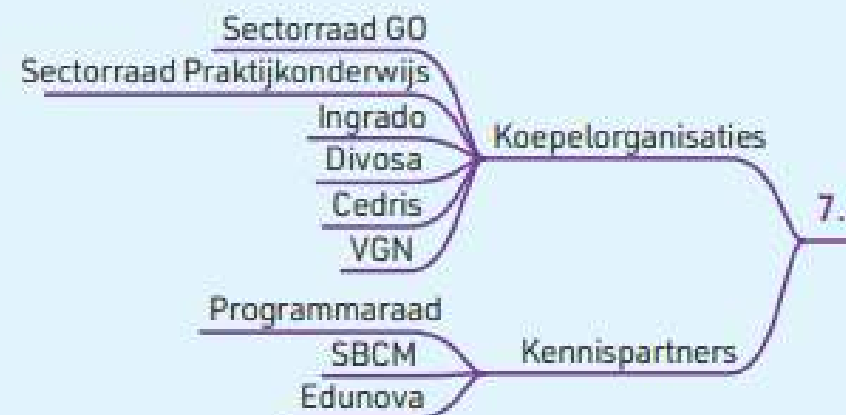 Sectorraad GO
Sectorraad Praktijkonderwijs
Ingrado
Divosa
Cedris
VGN
Koepelorganisaties
7.
Programmaraad
SBCM
Edunova
Kennispartners